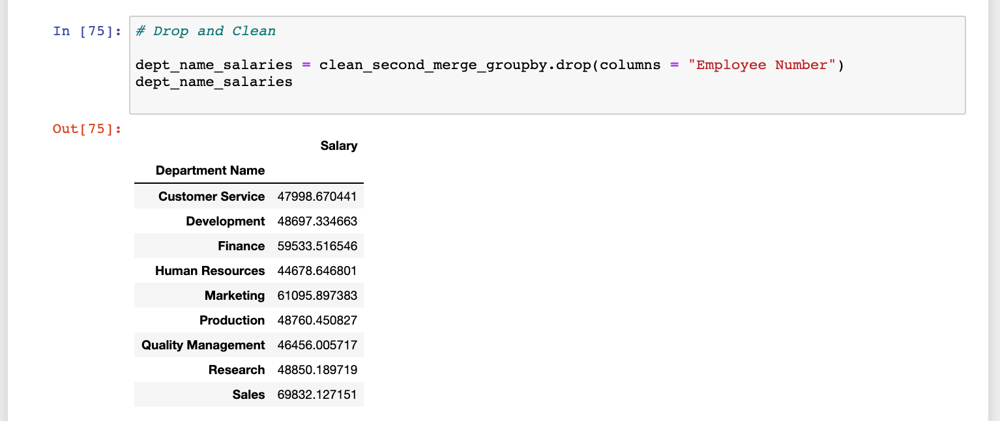 In [75]:
# Drop and Clean
dept_name_salaries = clean_second_merge_groupby.drop(columns = "Employee Number")
dept_name_salaries
Out[75]:
Salary
Department Name
Customer Service 47998.670441
Development 48697.334663
Finance 59533.516546
Human Resources 44678.646801
Marketing 61095.897383
Production 48760.450827
Quality Management 46456.005717
Research 48850.189719
Sales 69832.127151